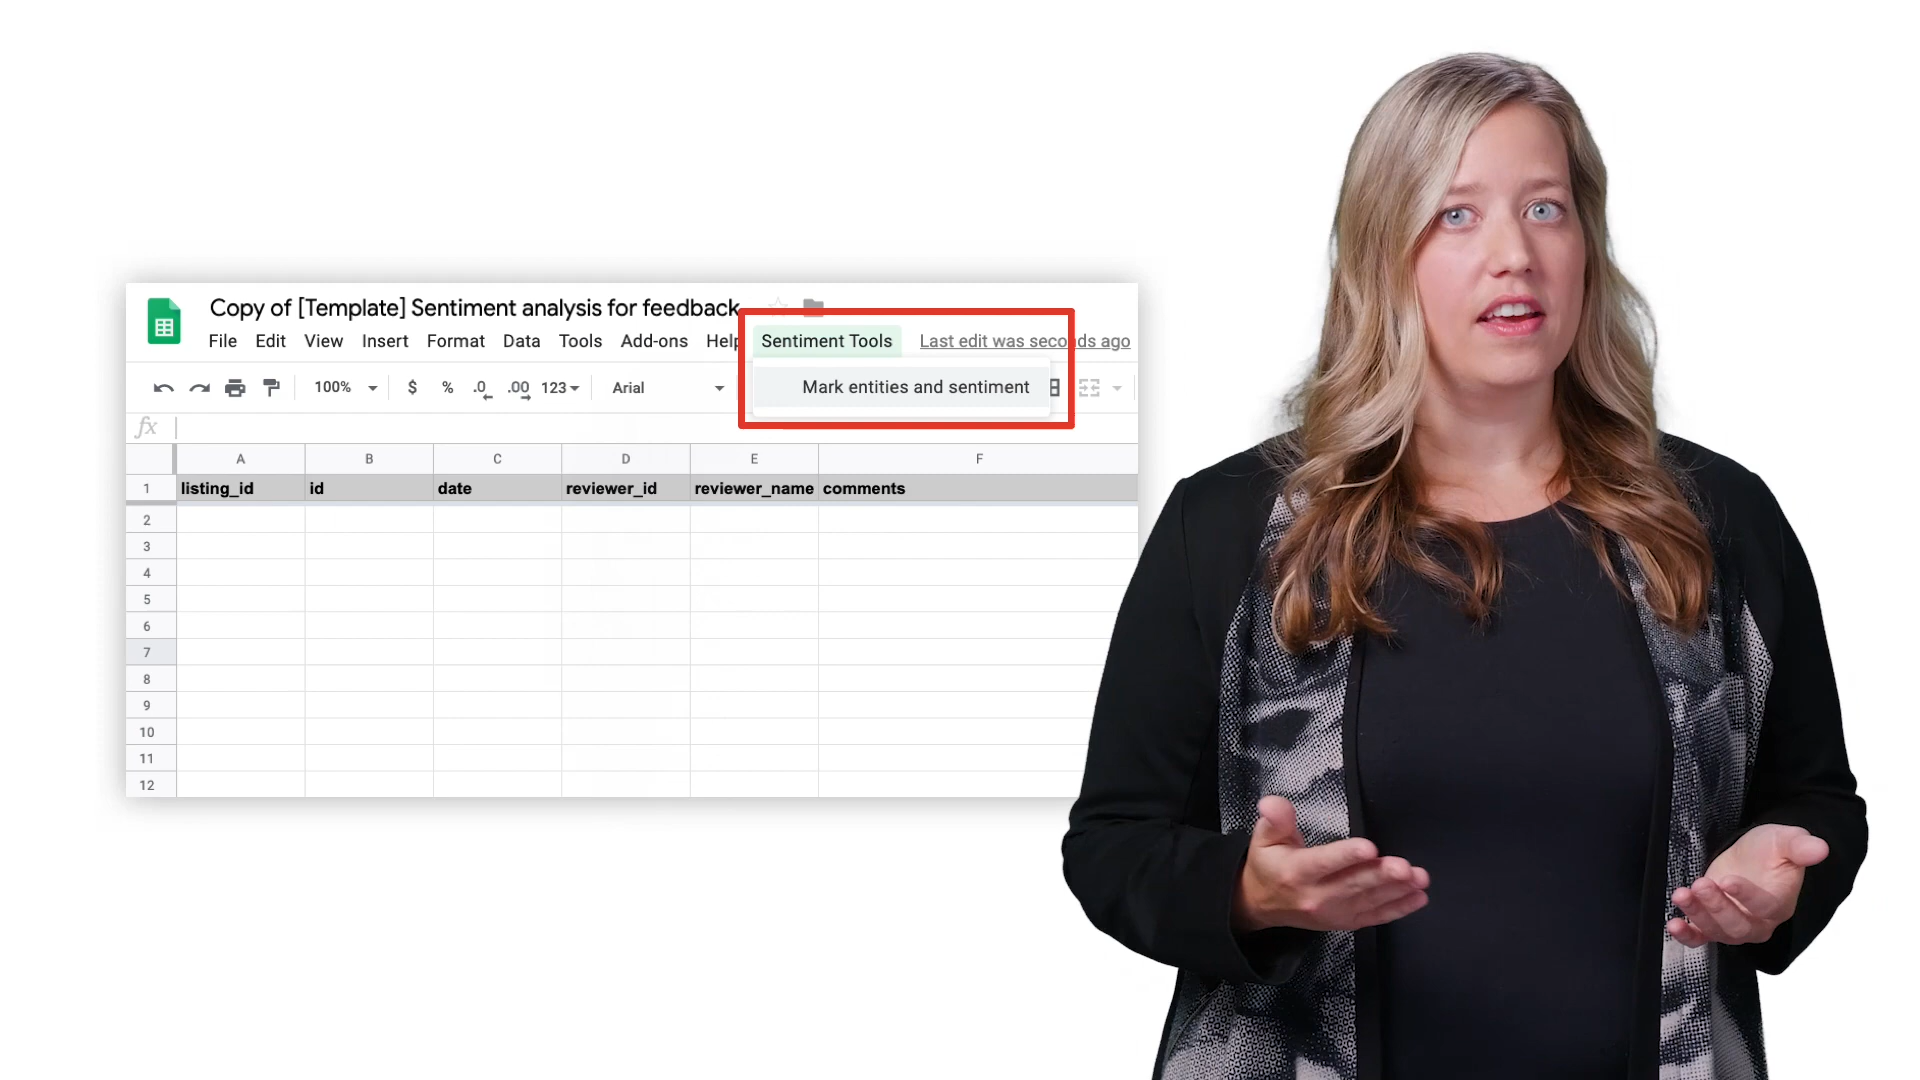 Copy of [Template] Sentiment analysis for feedback
File Edit View Insert Format Data Tools Add-ons Help Sentiment Tools Last edit was seconds ago
100% $ % .0 .00 123 Arial Mark entities and sentiment
fx
A B C D E F
1 listing_id id date reviewer_id reviewer_name comments
2
3
4
5
6
7
8
9
10
11
12